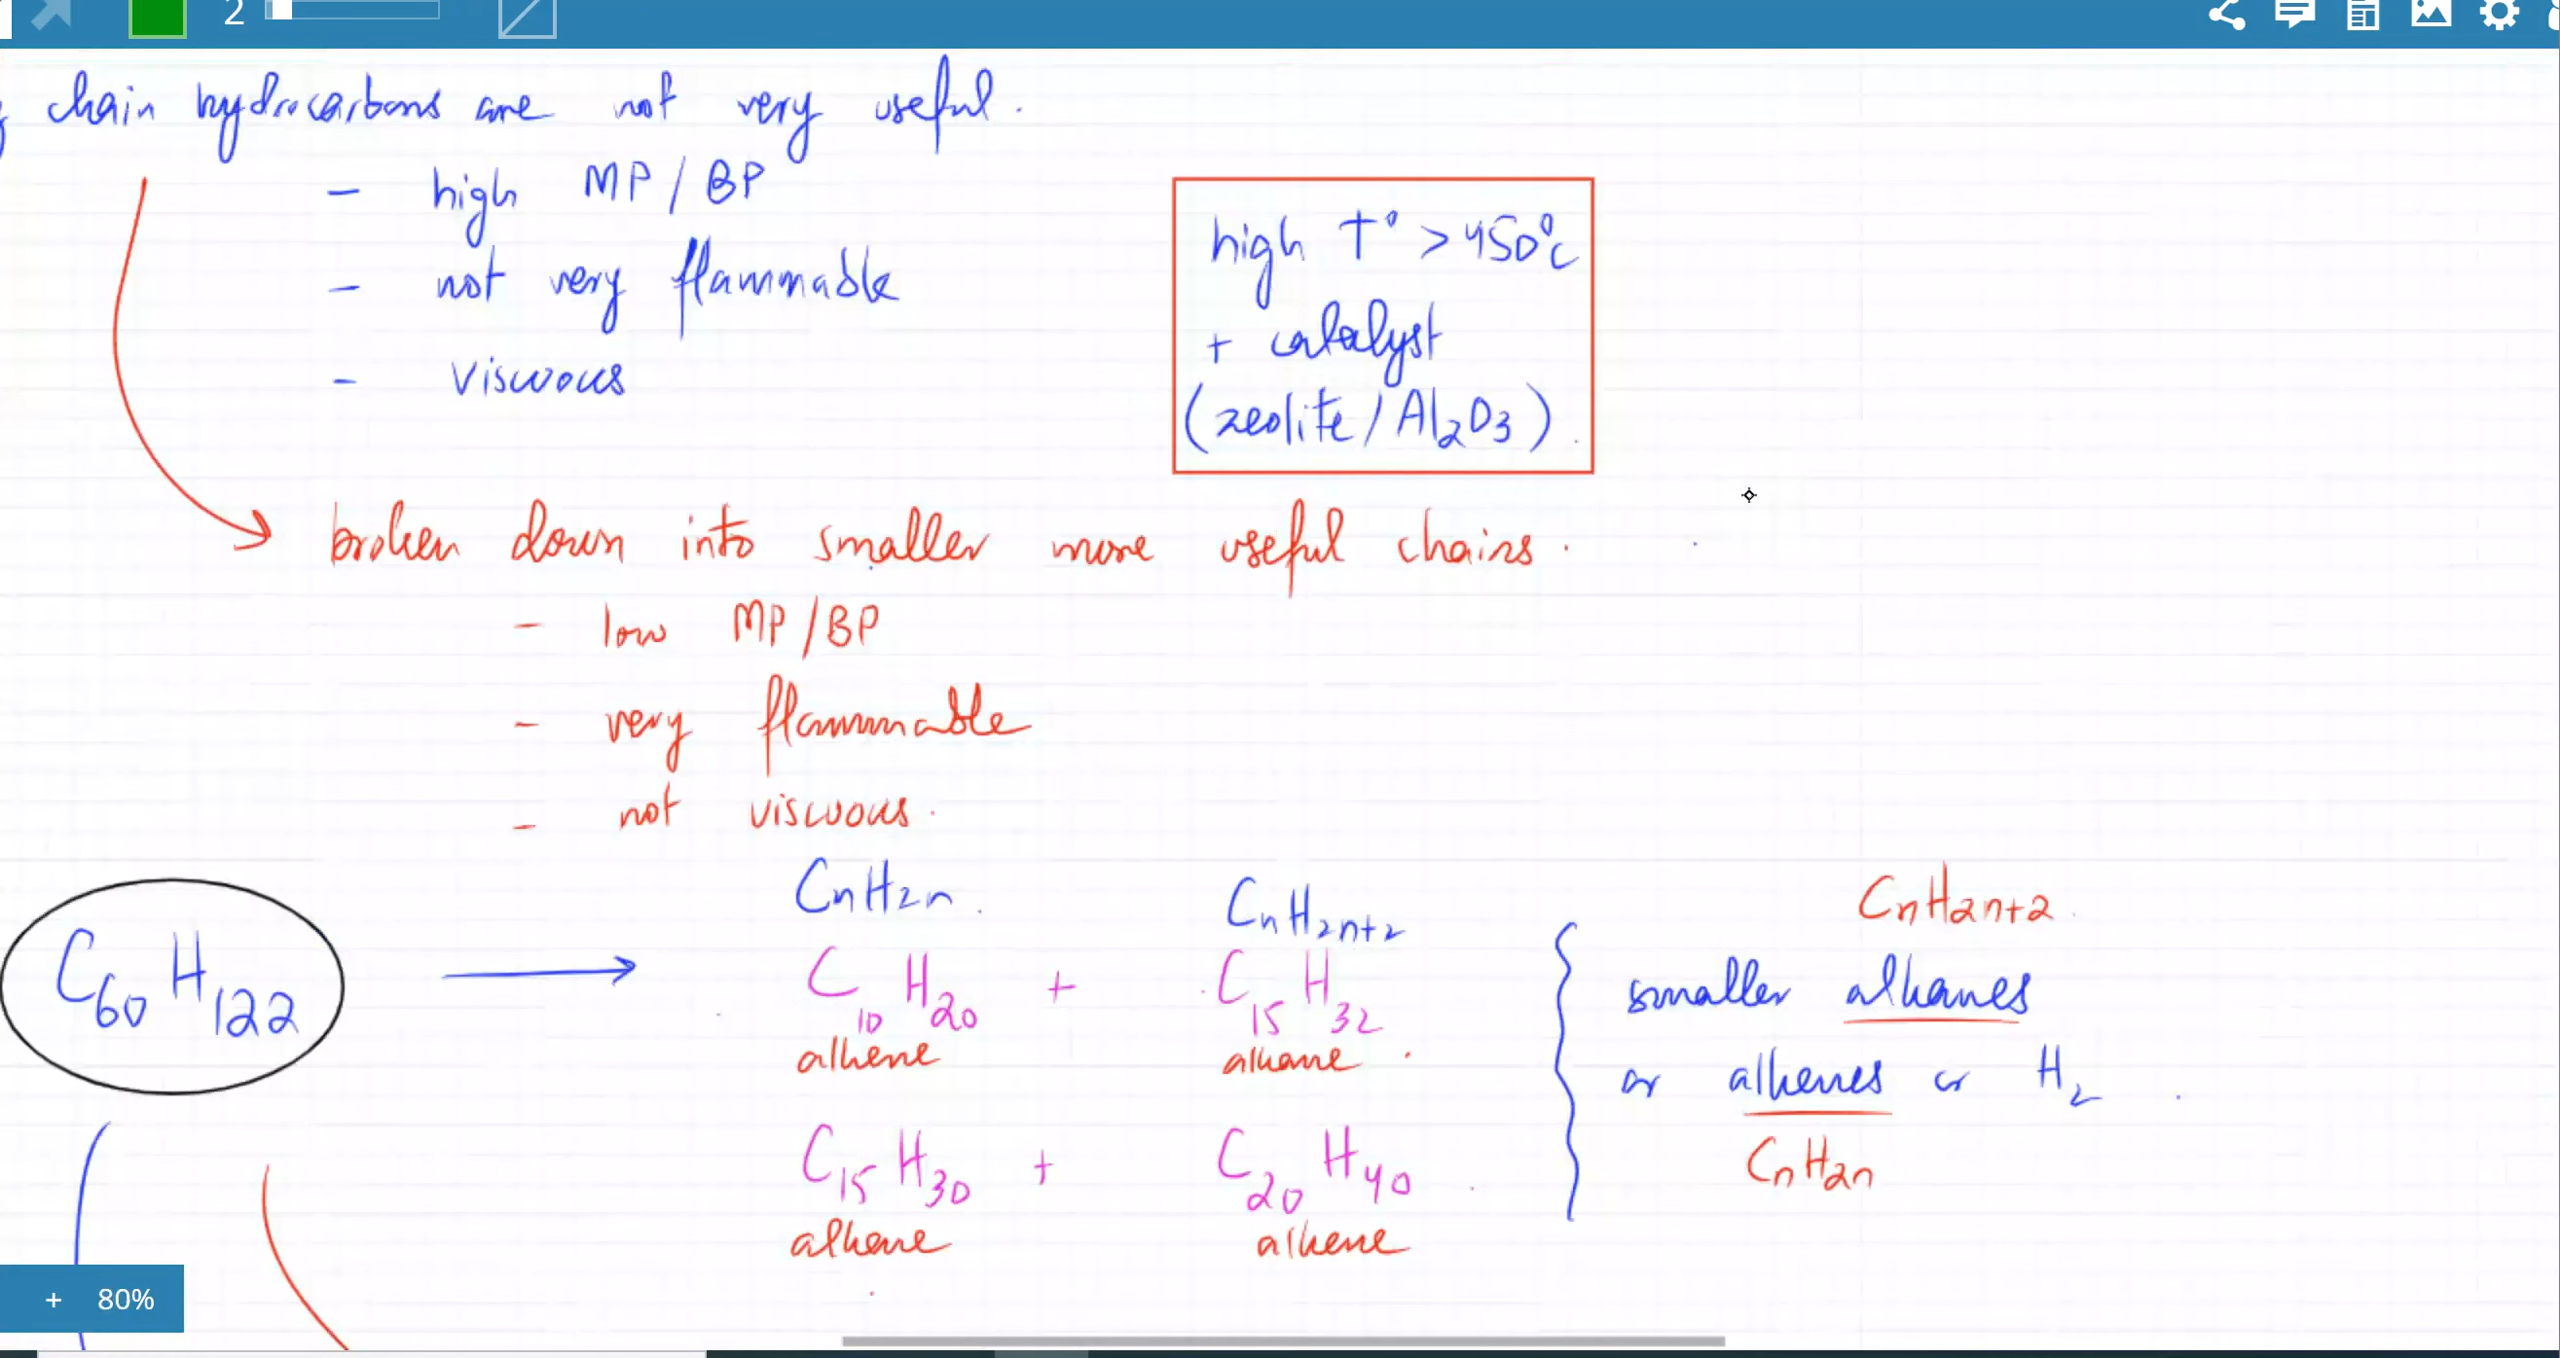 2
chain hydrocarbons are not very useful.
- high MP / BP
- not very flammable
- viscuous
high T° > 450°C
+ catalyst
(zeolite / Al₂O₃).
broken down into smaller more useful chains.
- low MP / BP
- very flammable
- not viscuous.
CnH2n. CnH2n+2 CnH2n+2
C60H122 → C10H20 + C15H32 smaller alkanes
alkene alkane. or alkenes or H2.
C15H30 + C20H40 CnH2n
alkene alkene
+ 80%